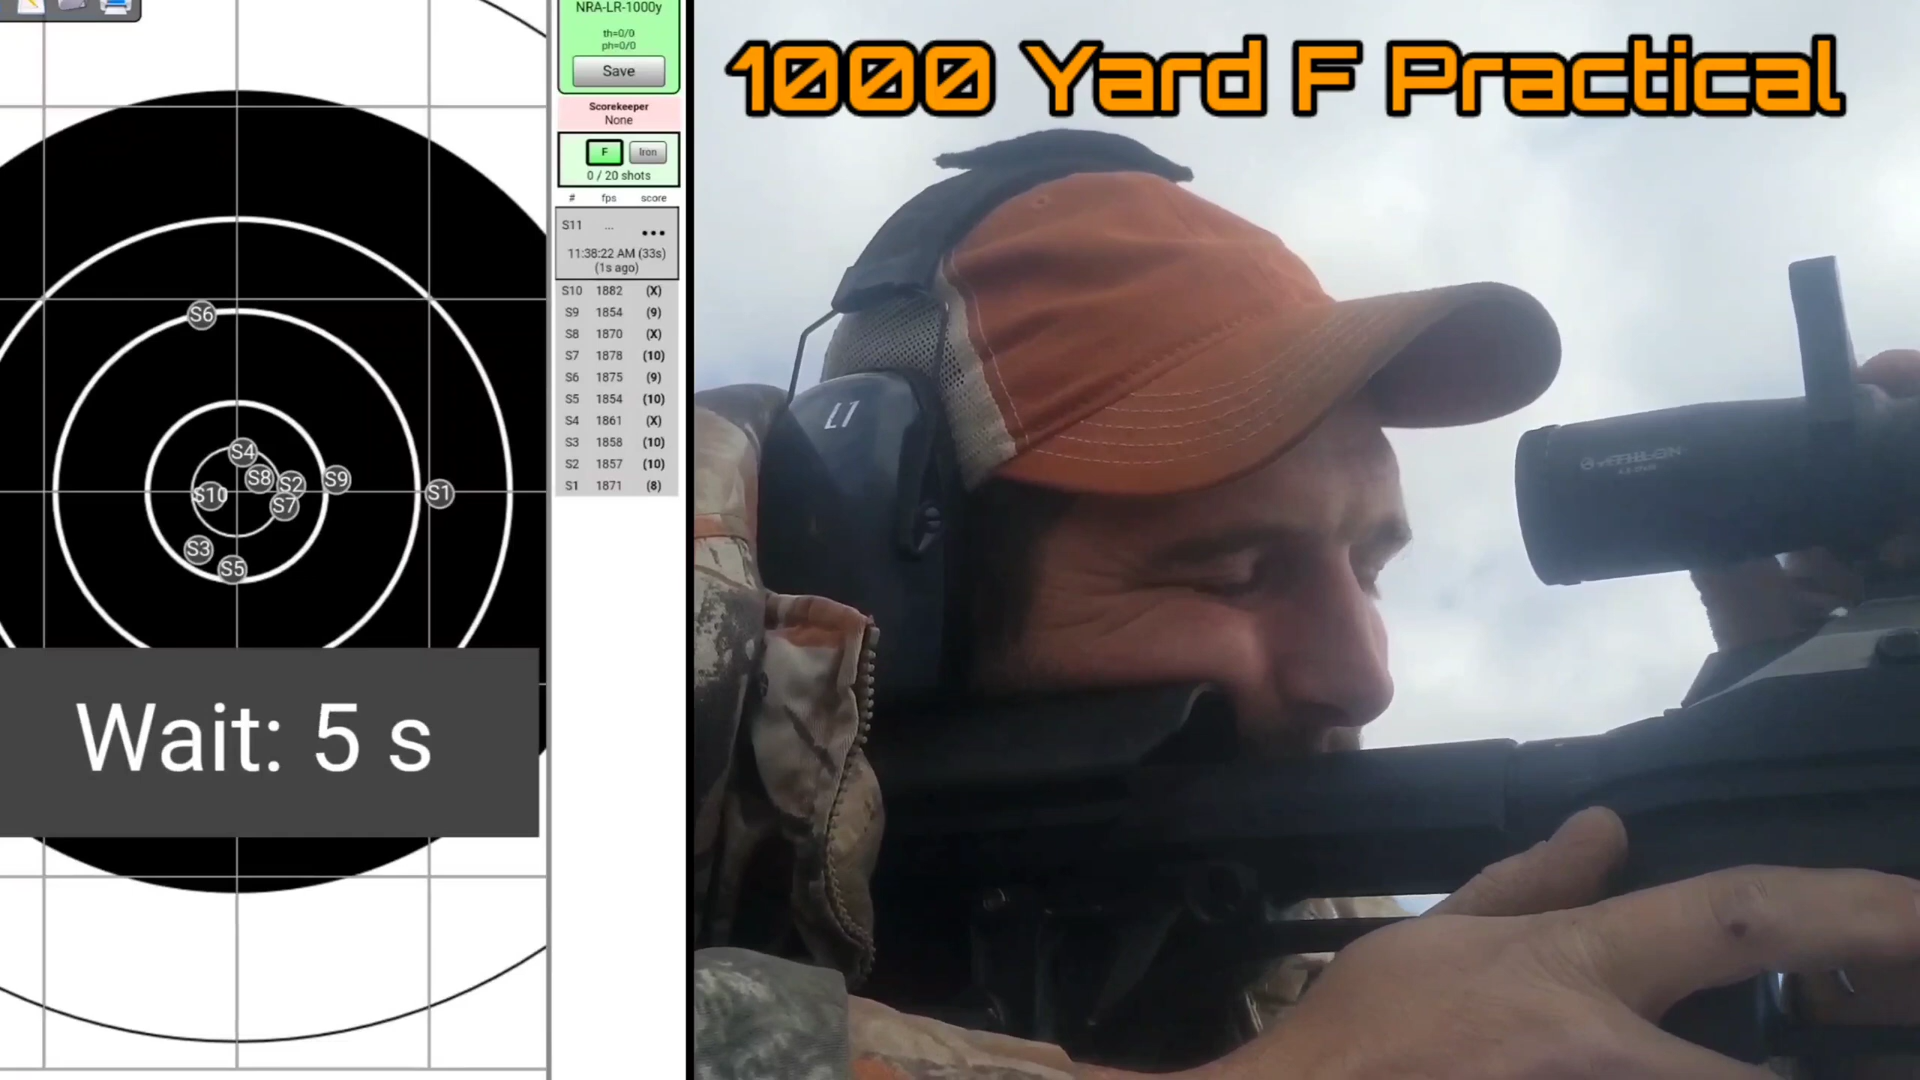 NRA-LR-1000y
th=0/0
ph=0/0
Save
Scorekeeper
None
F Iron
0 / 20 shots
# fps score
S11 ... ...
11:38:22 AM (33s)
(1s ago)
S10 1882 (X)
S9 1854 (9)
S8 1870 (X)
S7 1878 (10)
S6 1875 (9)
S5 1854 (10)
S4 1861 (X)
S3 1858 (10)
S2 1857 (10)
S1 1871 (8)
S6
S4
S8
S2
S9
S10
S7
S1
S3
S5
Wait: 5 s
1000 Yard F Practical
L1
ATHLON